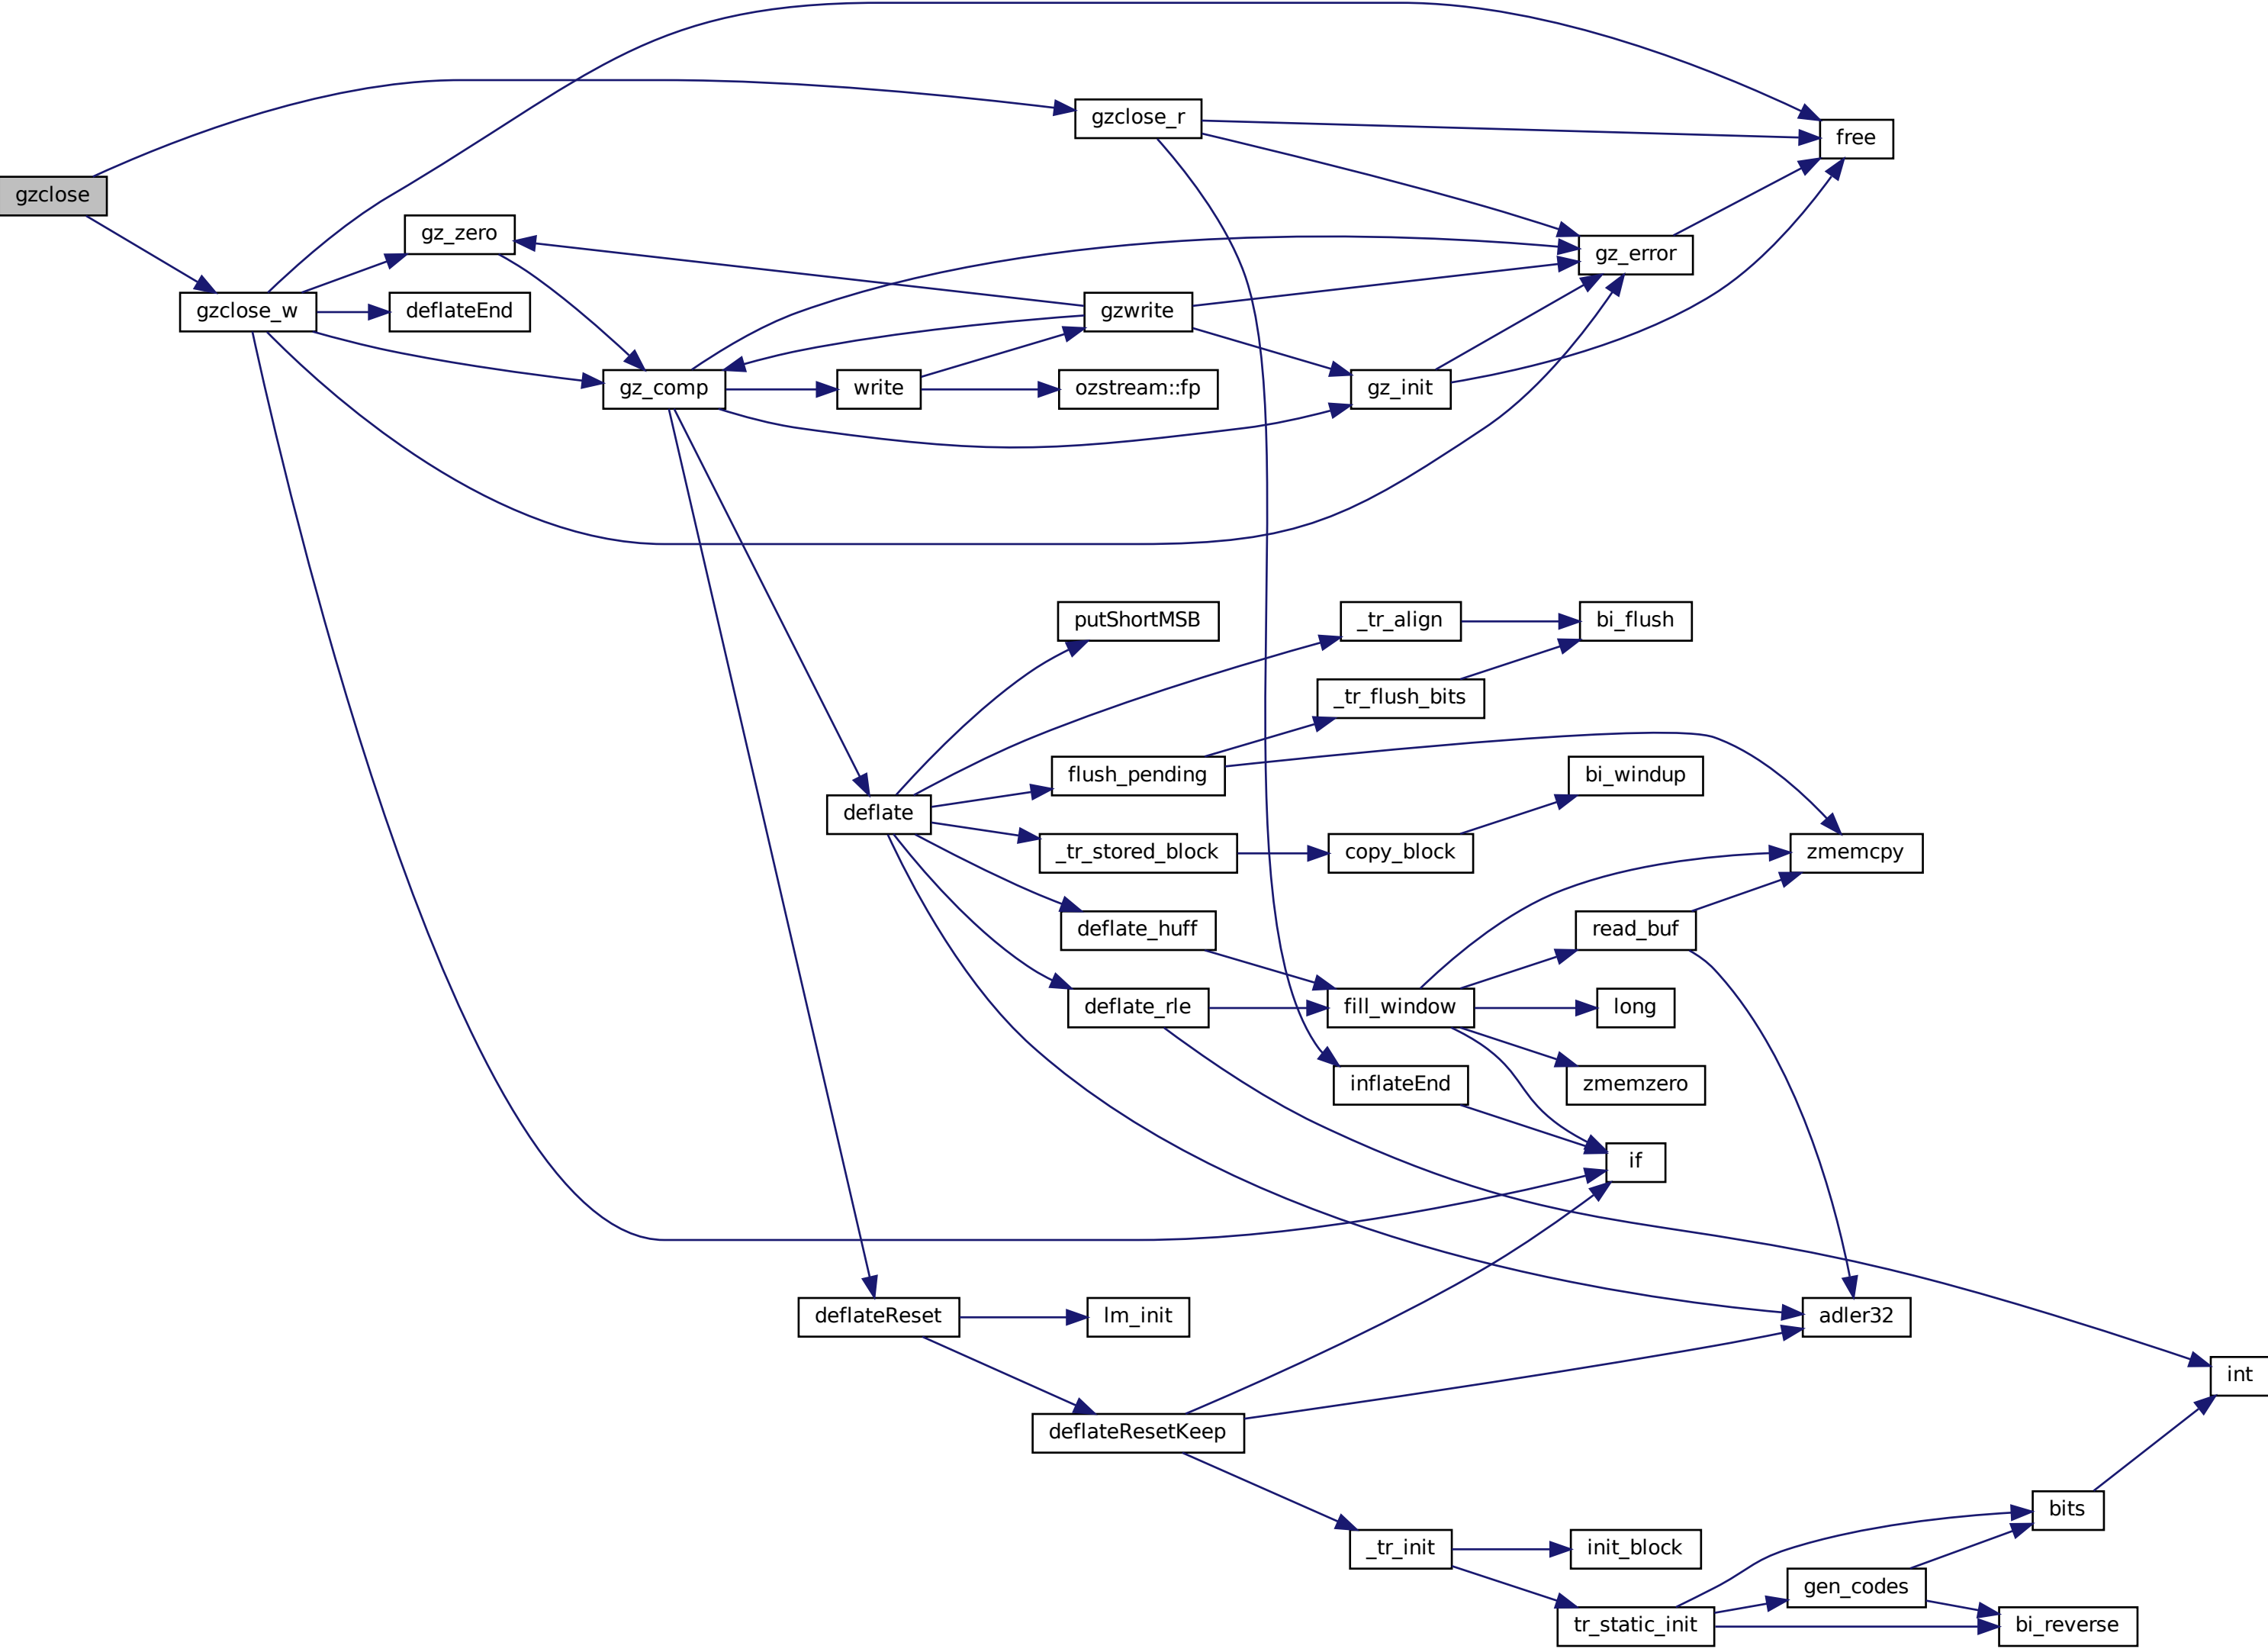 gzclose
gzclose_r
free
gz_zero
gz_error
gzclose_w
deflateEnd
gzwrite
gz_comp
write
ozstream::fp
gz_init
putShortMSB
_tr_align
bi_flush
_tr_flush_bits
flush_pending
bi_windup
deflate
_tr_stored_block
copy_block
zmemcpy
deflate_huff
read_buf
deflate_rle
fill_window
long
inflateEnd
zmemzero
if
deflateReset
lm_init
adler32
int
deflateResetKeep
bits
_tr_init
init_block
gen_codes
tr_static_init
bi_reverse